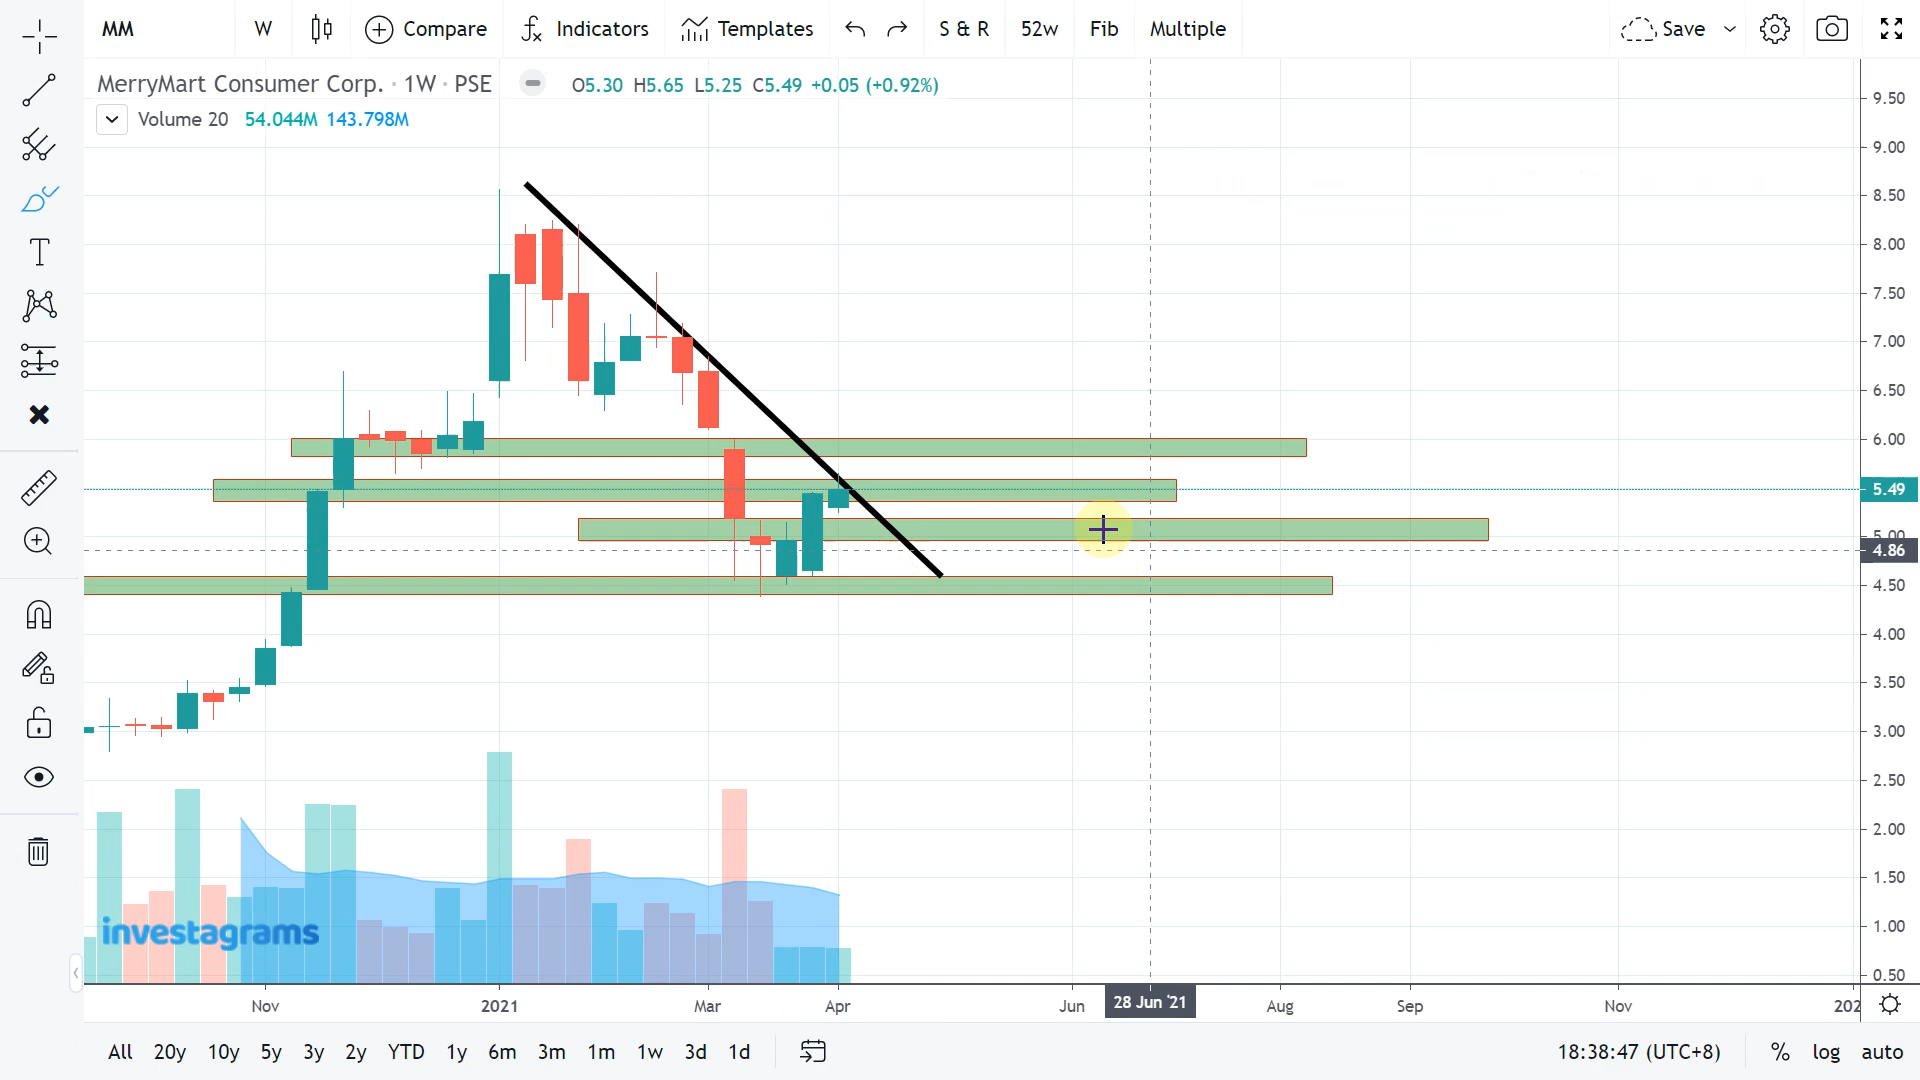 MM
W
Compare
Indicators
Templates
S & R
52w
Fib
Multiple
Save
MerryMart Consumer Corp. · 1W · PSE
O5.30 H5.65 L5.25 C5.49 +0.05 (+0.92%)
Volume 20 54.044M 143.798M
9.50
9.00
8.50
8.00
7.50
7.00
6.50
6.00
5.49
5.00
4.86
4.50
4.00
3.50
3.00
2.50
2.00
1.50
1.00
0.50
investagrams
Nov
2021
Mar
Apr
Jun
28 Jun '21
Aug
Sep
Nov
202
All 20y 10y 5y 3y 2y YTD 1y 6m 3m 1m 1w 3d 1d
18:38:47 (UTC+8)
%
log
auto